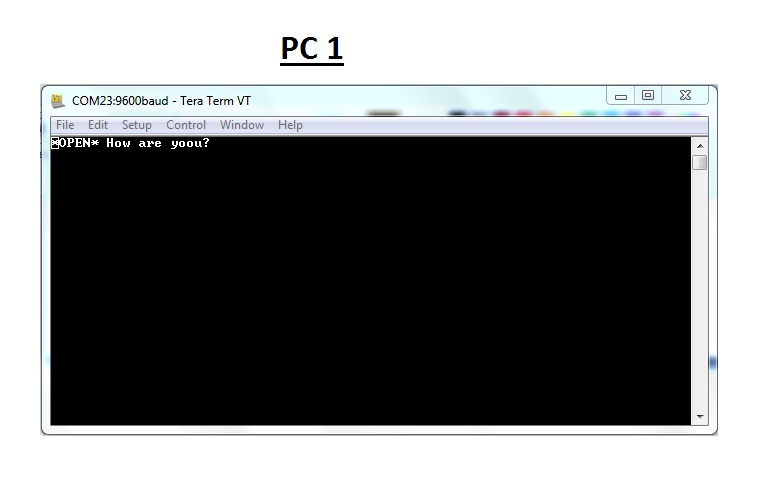 PC 1
COM23:9600baud - Tera Term VT
File Edit Setup Control Window Help
*OPEN* How are yoou?